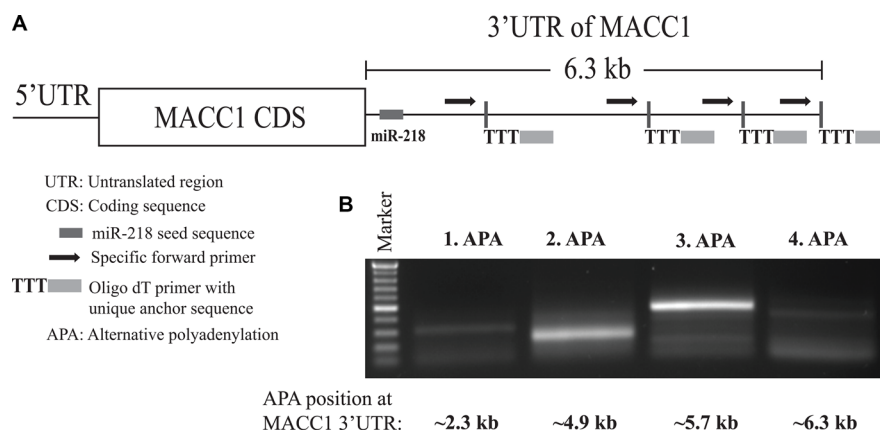 A
3'UTR of MACC1
6.3 kb
5'UTR
MACC1 CDS
miR-218
TTT
TTT
TTT
TTT
UTR: Untranslated region
CDS: Coding sequence
miR-218 seed sequence
Specific forward primer
TTT
Oligo dT primer with
unique anchor sequence
APA: Alternative polyadenylation
B
Marker
1. APA
2. APA
3. APA
4. APA
APA position at
MACC1 3'UTR:
~2.3 kb
~4.9 kb
~5.7 kb
~6.3 kb